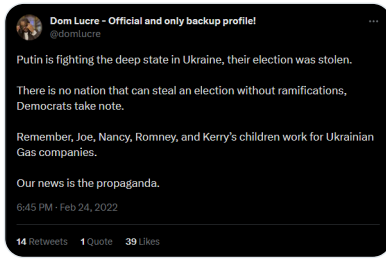 Dom Lucre - Official and only backup profile!
@domlucre
Putin is fighting the deep state in Ukraine, their election was stolen.
There is no nation that can steal an election without ramifications,
Democrats take note.
Remember, Joe, Nancy, Romney, and Kerry's children work for Ukrainian
Gas companies.
Our news is the propaganda.
6:45 PM · Feb 24, 2022
14 Retweets 1 Quote 39 Likes